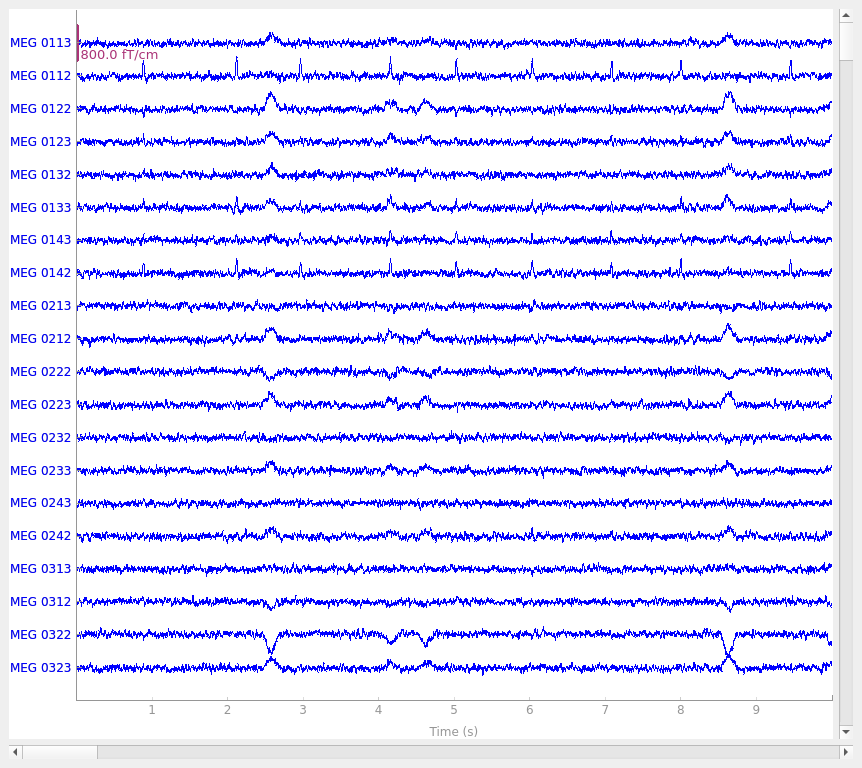 MEG 0113
800.0 fT/cm
MEG 0112
MEG 0122
MEG 0123
MEG 0132
MEG 0133
MEG 0143
MEG 0142
MEG 0213
MEG 0212
MEG 0222
MEG 0223
MEG 0232
MEG 0233
MEG 0243
MEG 0242
MEG 0313
MEG 0312
MEG 0322
MEG 0323
1 2 3 4 5 6 7 8 9
Time (s)